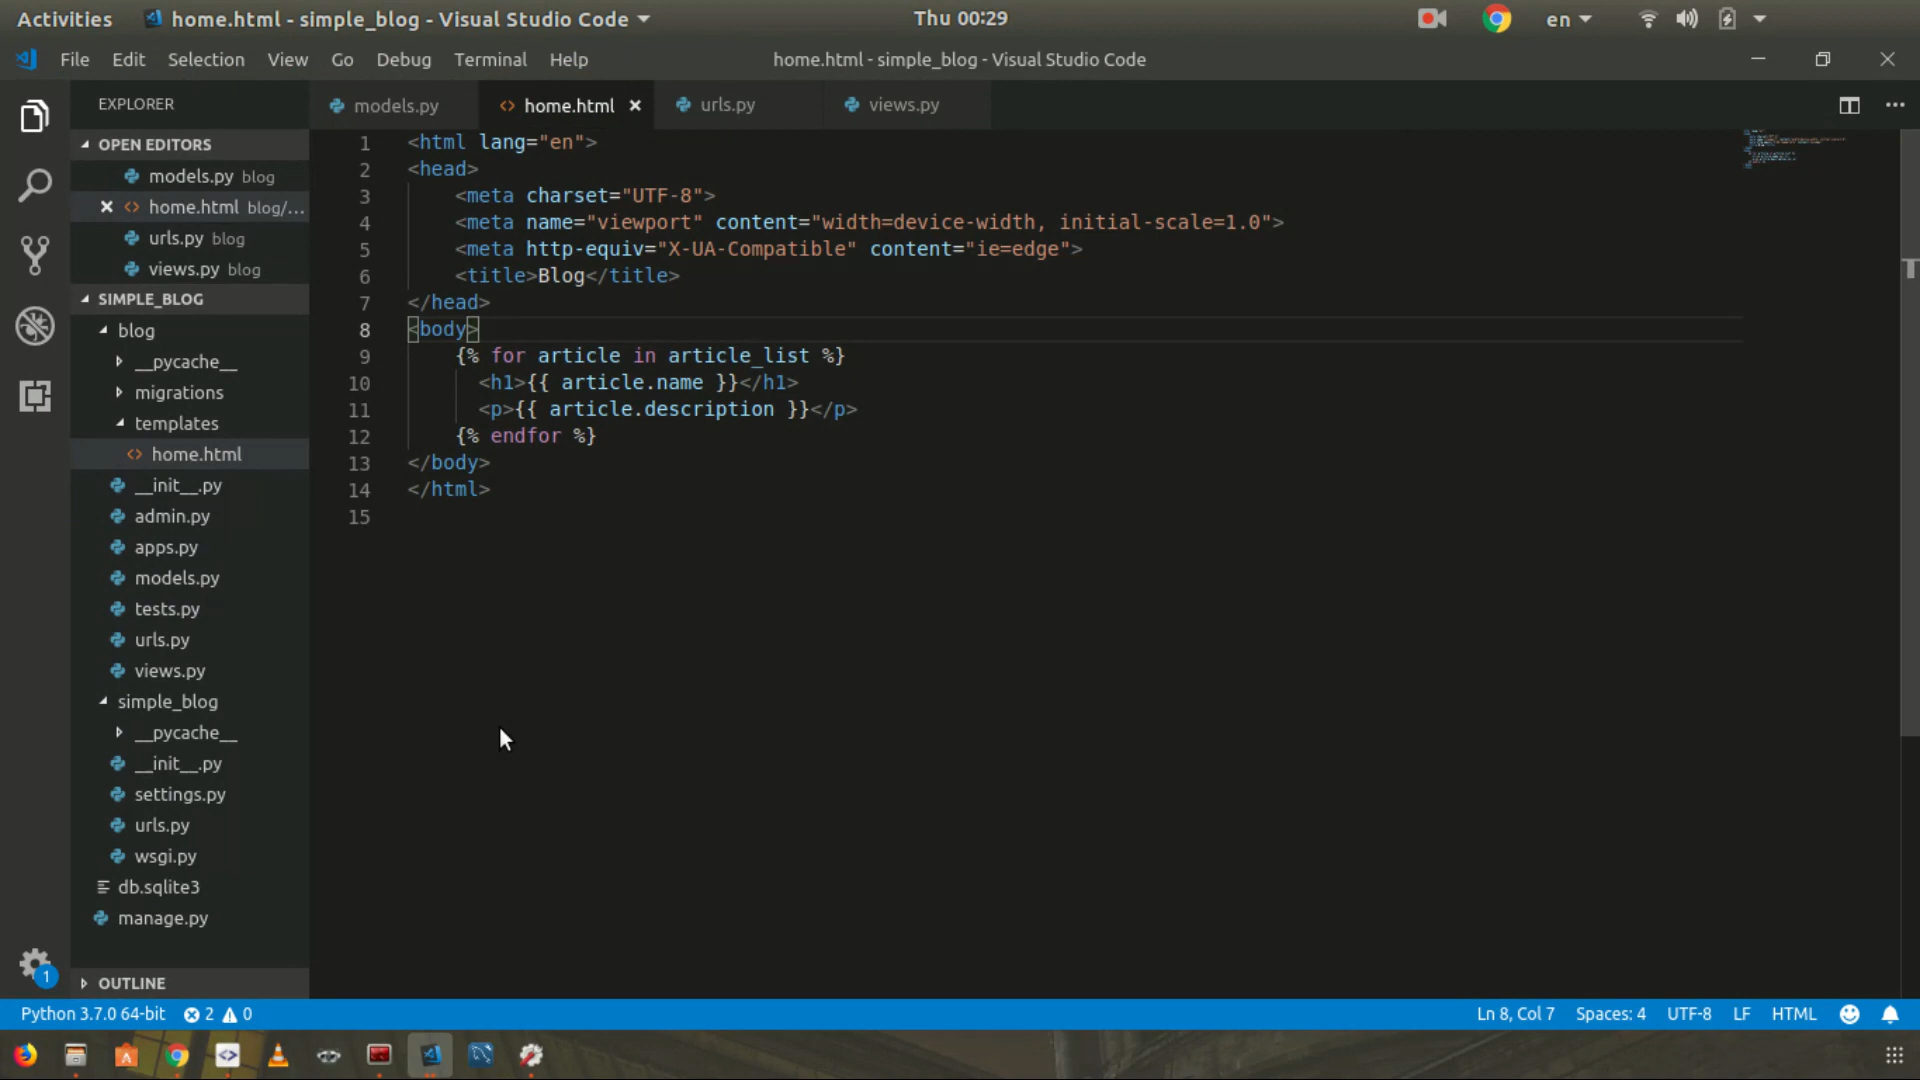 Activities home.html - simple_blog - Visual Studio Code Thu 00:29 en
File Edit Selection View Go Debug Terminal Help home.html - simple_blog - Visual Studio Code
EXPLORER models.py home.html urls.py views.py
OPEN EDITORS
models.py blog
home.html blog/...
urls.py blog
views.py blog
SIMPLE_BLOG
blog
__pycache__
migrations
templates
home.html
__init__.py
admin.py
apps.py
models.py
tests.py
urls.py
views.py
simple_blog
__pycache__
__init__.py
settings.py
urls.py
wsgi.py
db.sqlite3
manage.py
OUTLINE
1 <html lang="en">
2 <head>
3 <meta charset="UTF-8">
4 <meta name="viewport" content="width=device-width, initial-scale=1.0">
5 <meta http-equiv="X-UA-Compatible" content="ie=edge">
6 <title>Blog</title>
7 </head>
8 <body>
9 {% for article in article_list %}
10 <h1>{{ article.name }}</h1>
11 <p>{{ article.description }}</p>
12 {% endfor %}
13 </body>
14 </html>
15
1
Python 3.7.0 64-bit 2 0 Ln 8, Col 7 Spaces: 4 UTF-8 LF HTML